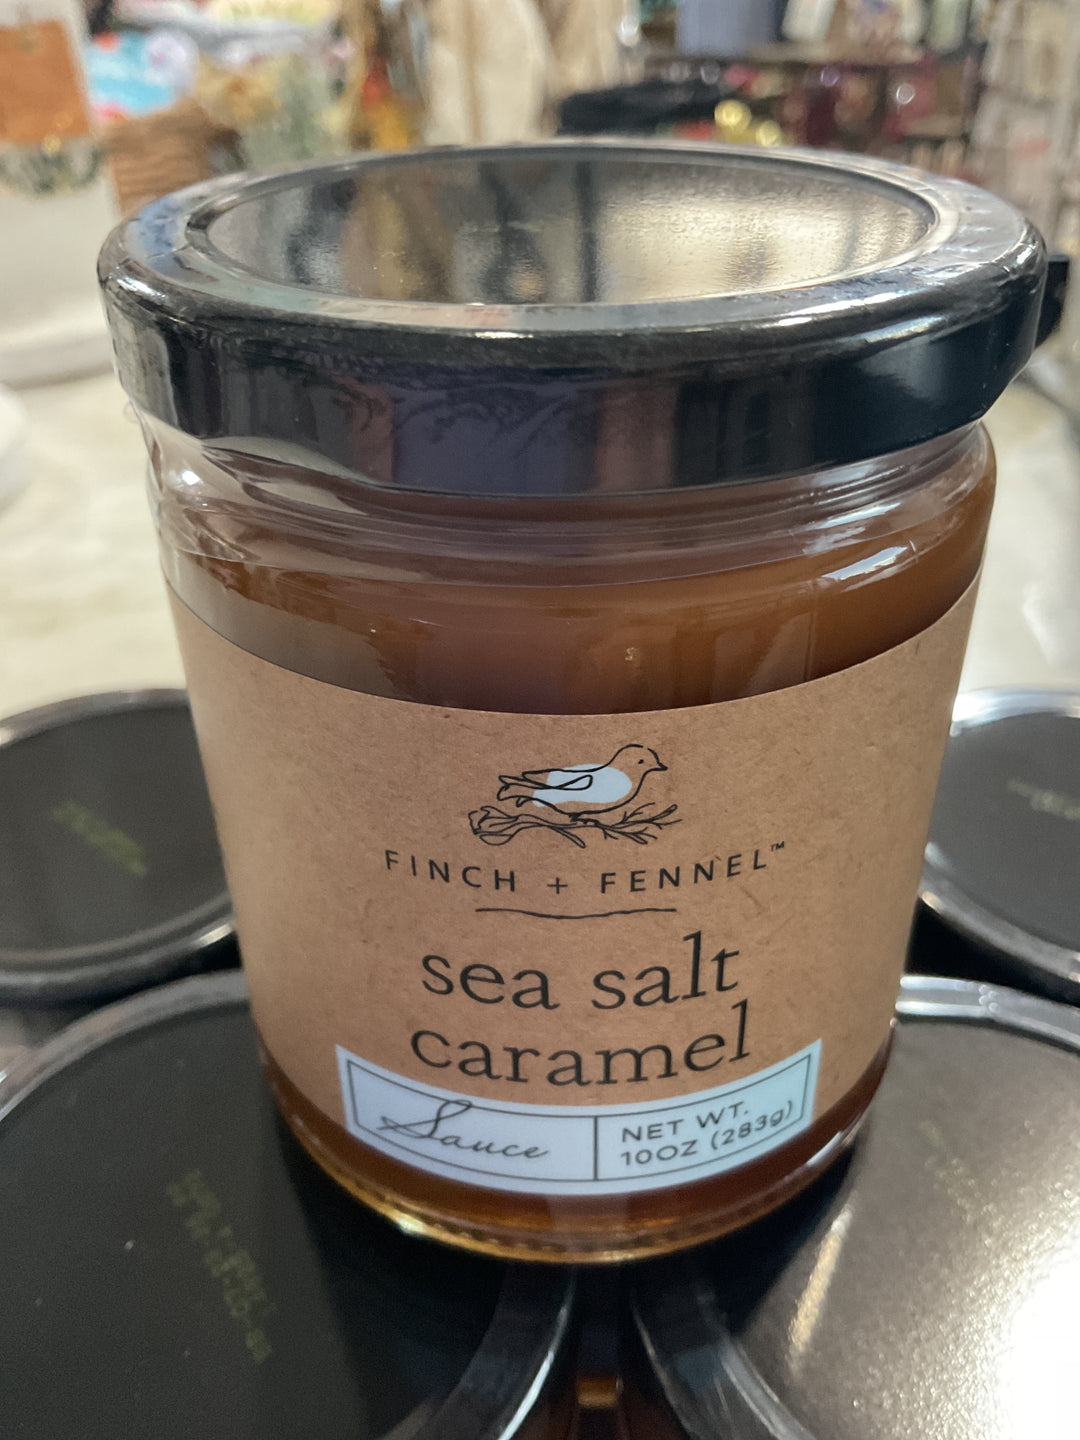 FINCH + FENNEL™
sea salt
caramel
Sauce
NET WT.
10OZ (283g)